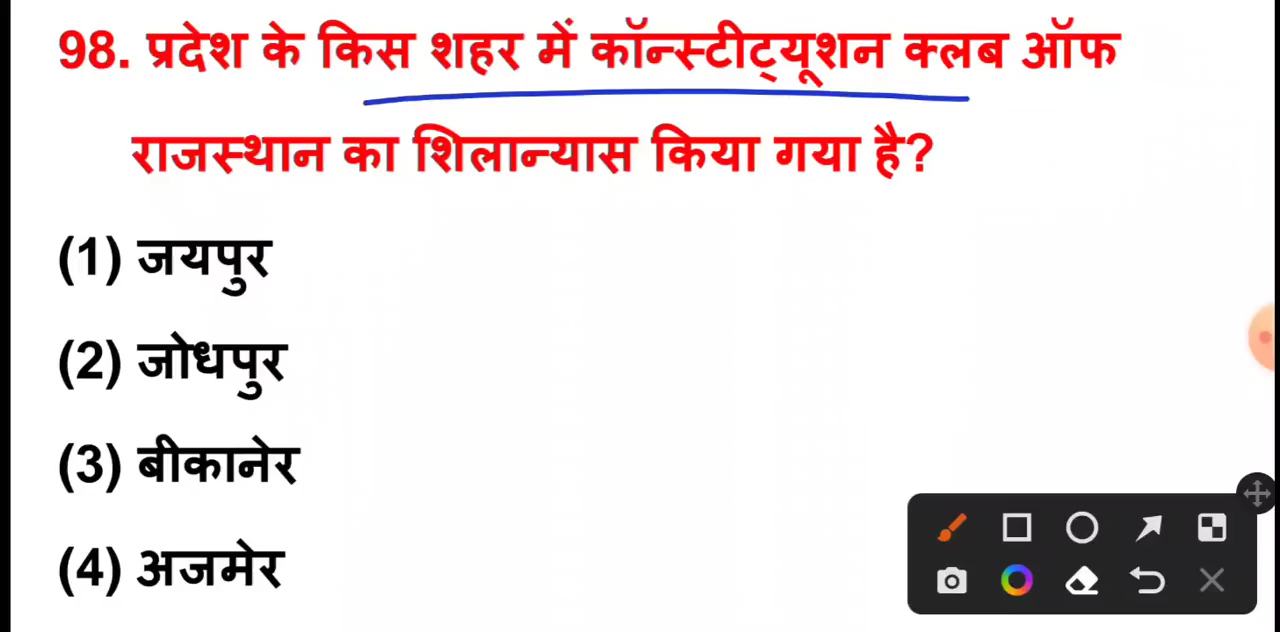 98. प्रदेश के किस शहर में कॉन्स्टीट्यूशन क्लब ऑफ
राजस्थान का शिलान्यास किया गया है?
(1) जयपुर
(2) जोधपुर
(3) बीकानेर
(4) अजमेर